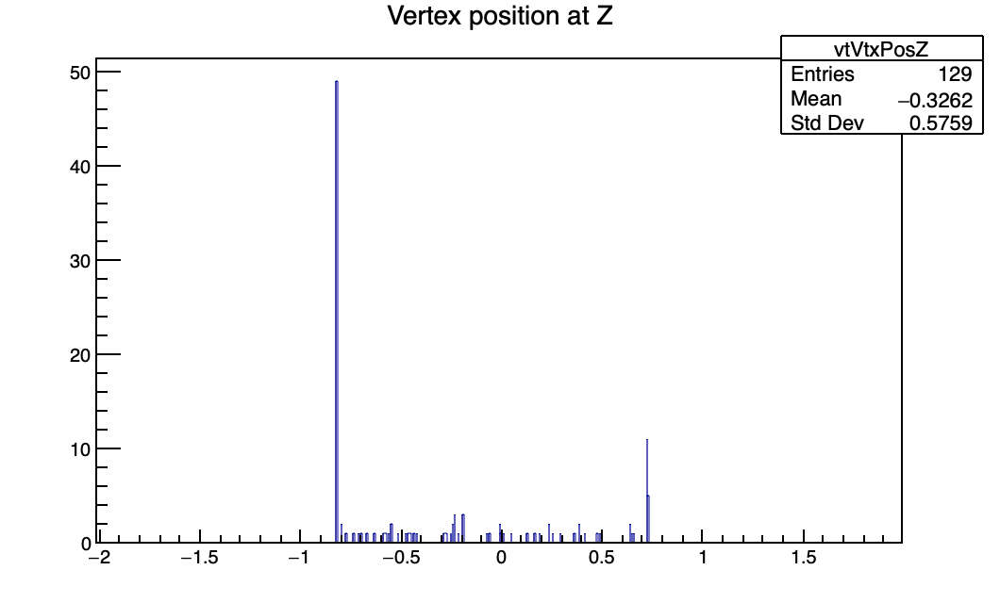 Vertex position at Z
vtVtxPosZ
Entries 129
Mean −0.3262
Std Dev 0.5759
50
40
30
20
10
0
−2 −1.5 −1 −0.5 0 0.5 1 1.5